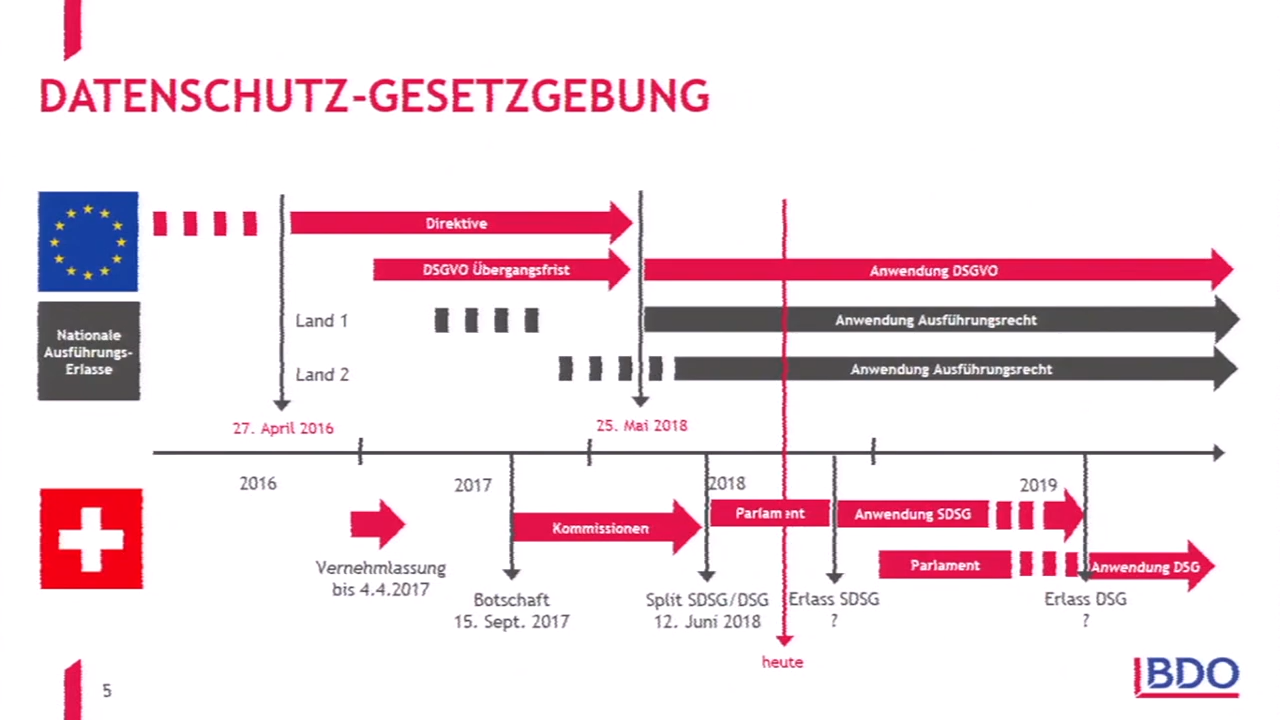 DATENSCHUTZ-GESETZGEBUNG
Direktive
DSGVO Übergangsfrist
Anwendung DSGVO
Nationale
Ausführungs-
Erlasse
Land 1
Anwendung Ausführungsrecht
Land 2
Anwendung Ausführungsrecht
27. April 2016
25. Mai 2018
2016
2017
2018
2019
Kommissionen
Parlament
Anwendung SDSG
Parlament
Anwendung DSG
Vernehmlassung
bis 4.4.2017
Botschaft
15. Sept. 2017
Split SDSG/DSG
12. Juni 2018
Erlass SDSG
?
Erlass DSG
?
heute
5
BDO